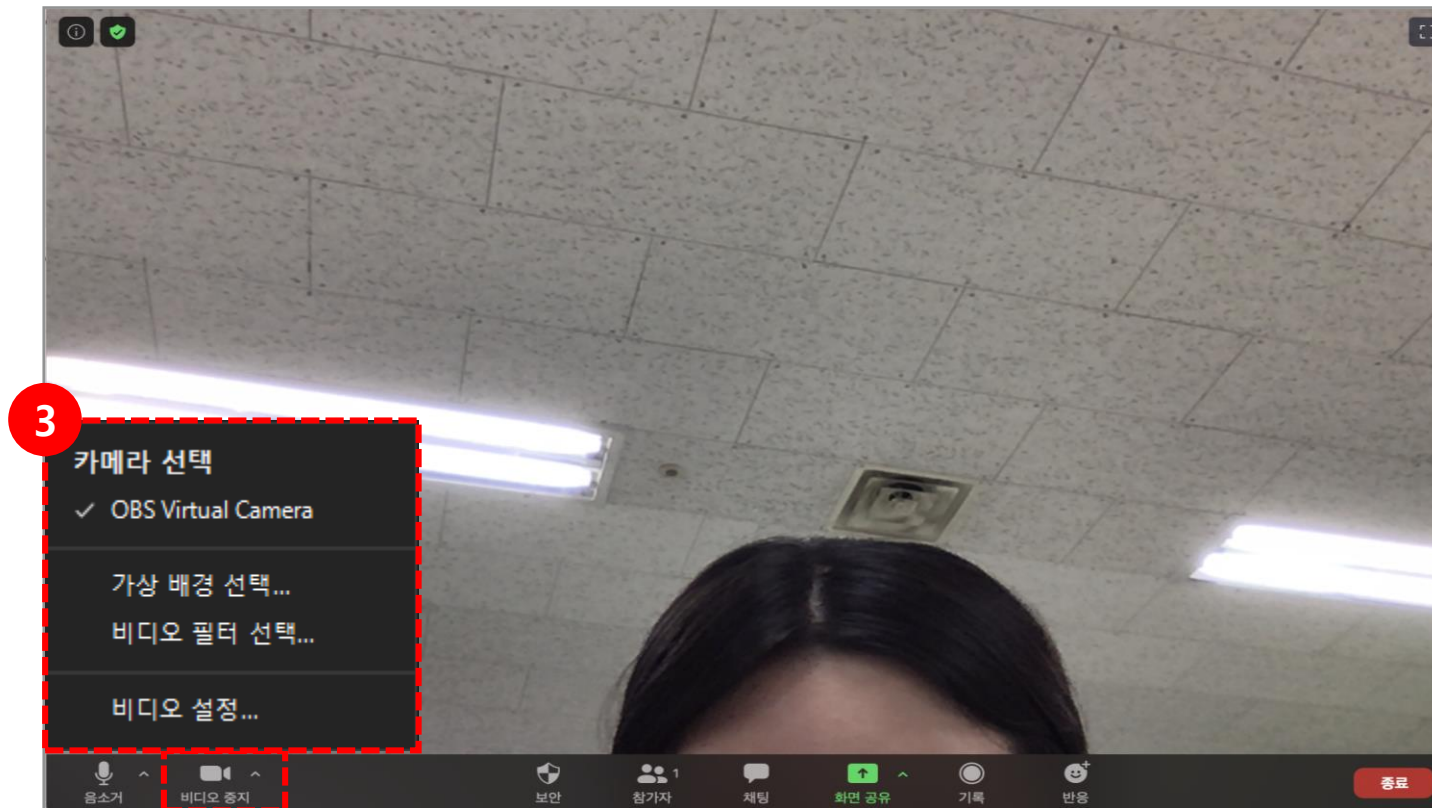 3
카메라 선택
OBS Virtual Camera
가상 배경 선택...
비디오 필터 선택...
비디오 설정...
음소거
비디오 중지
보안
참가자
1
채팅
화면 공유
기록
반응
종료